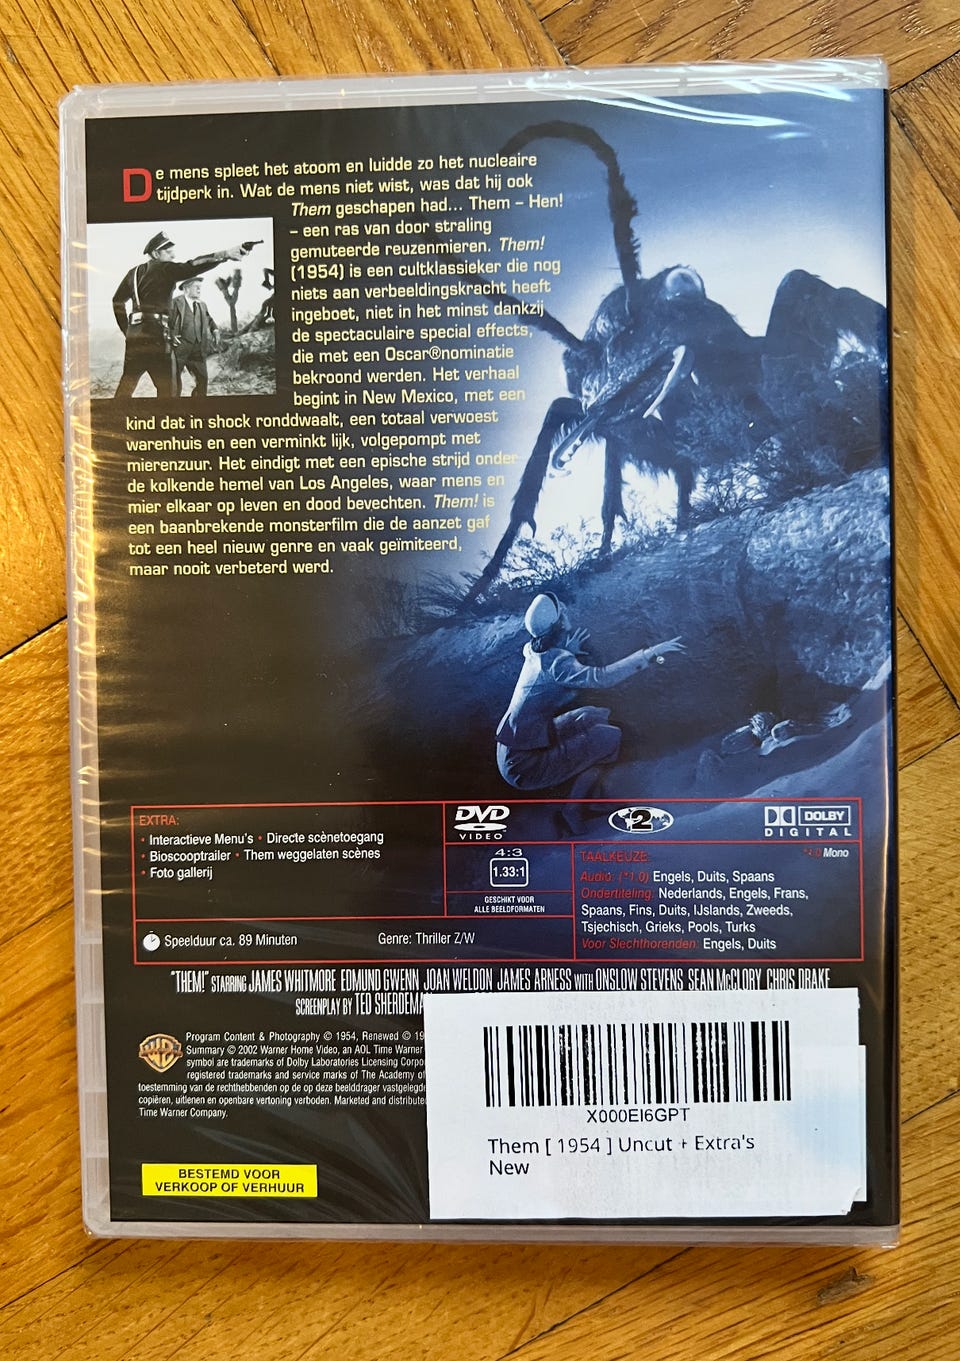 De mens spleet het atoom en luidde zo het nucleaire
tijdperk in. Wat de mens niet wist, was dat hij ook
Them geschapen had... Them – Hen!
– een ras van door straling
gemuteerde reuzenmieren. Them!
(1954) is een cultklassieker die nog
niets aan verbeeldingskracht heeft
ingeboet, niet in het minst dankzij
de spectaculaire special effects,
die met een Oscar®nominatie
bekroond werden. Het verhaal
begint in New Mexico, met een
kind dat in shock ronddwaalt, een totaal verwoest
warenhuis en een verminkt lijk, volgepompt met
mierenzuur. Het eindigt met een epische strijd onder
de kolkende hemel van Los Angeles, waar mens en
mier elkaar op leven en dood bevechten. Them! is
een baanbrekende monsterfilm die de aanzet gaf
tot een heel nieuw genre en vaak geïmiteerd,
maar nooit verbeterd werd.
EXTRA:
• Interactieve Menu's • Directe scènetoegang
• Bioscooptrailer • Them weggelaten scènes
• Foto gallerij
Speelduur ca. 89 Minuten
Genre: Thriller Z/W
DVD
VIDEO
4:3
1.33:1
GESCHIKT VOOR
ALLE BEELDFORMATEN
2
DOLBY
DIGITAL
*1.0 Mono
TAALKEUZE:
Audio: (*1.0) Engels, Duits, Spaans
Ondertiteling: Nederlands, Engels, Frans,
Spaans, Fins, Duits, IJslands, Zweeds,
Tsjechisch, Grieks, Pools, Turks
Voor Slechthorenden: Engels, Duits
"THEM!" STARRING JAMES WHITMORE EDMUND GWENN JOAN WELDON JAMES ARNESS WITH ONSLOW STEVENS SEAN McCLORY CHRIS DRAKE
SCREENPLAY BY TED SHERDEMA
WB
Program Content & Photography © 1954, Renewed © 19
Summary © 2002 Warner Home Video, an AOL Time Warner
symbol are trademarks of Dolby Laboratories Licensing Corpo
registered trademarks and service marks of The Academy of
toestemming van de rechthebbenden op de op deze beelddrager vastgelegde
copiëren, uitlenen en openbare vertoning verboden. Marketed and distribute
Time Warner Company.
BESTEMD VOOR
VERKOOP OF VERHUUR
X000EI6GPT
Them [ 1954 ] Uncut + Extra's
New